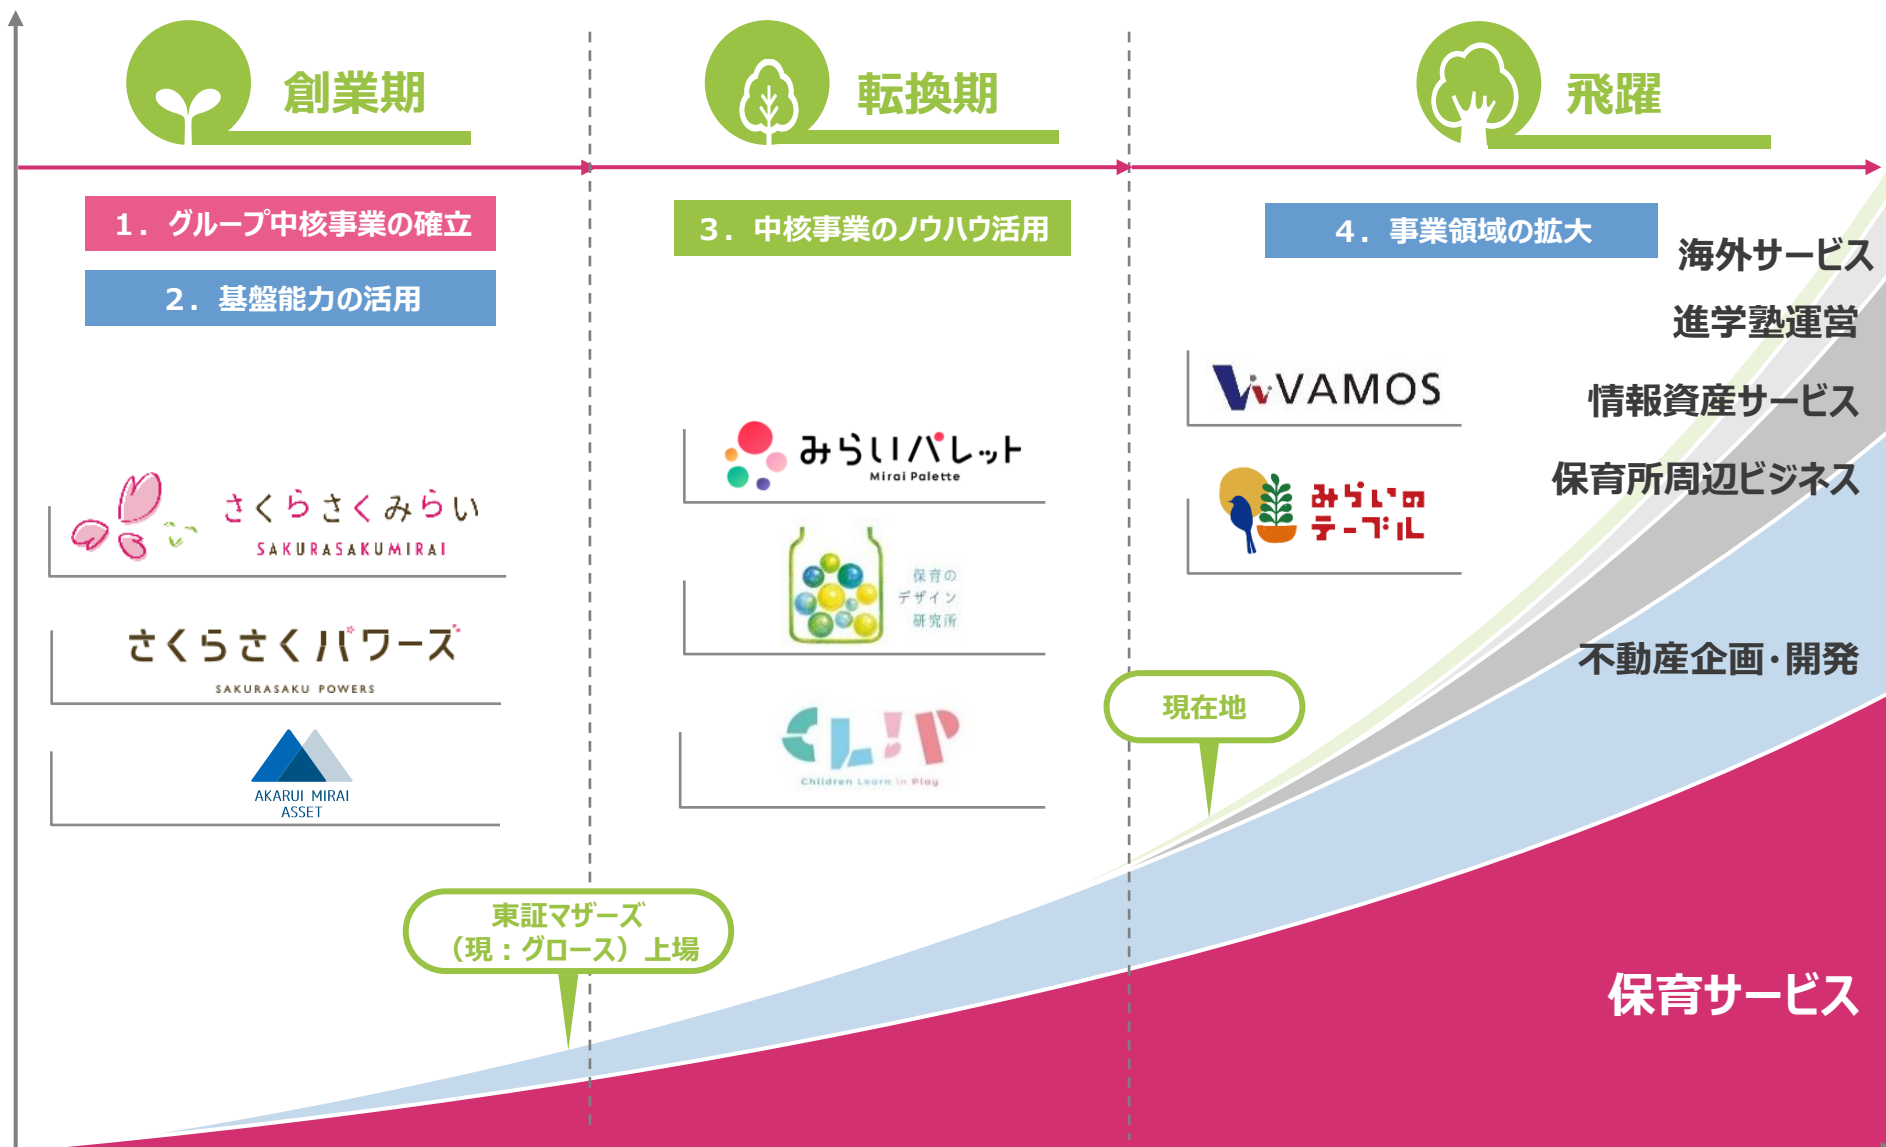 創業期
転換期
飛躍
1. グループ中核事業の確立
2. 基盤能力の活用
3. 中核事業のノウハウ活用
4. 事業領域の拡大
さくらさくみらい
SAKURASAKUMIRAI
さくらさくパワーズ
SAKURASAKU POWERS
AKARUI MIRAI
ASSET
みらいパレット
Mirai Palette
保育の
デザイン
研究所
CL!P
Children Learn in Play
VAMOS
みらいの
テーブル
海外サービス
進学塾運営
情報資産サービス
保育所周辺ビジネス
不動産企画・開発
保育サービス
現在地
東証マザーズ
（現：グロース）上場